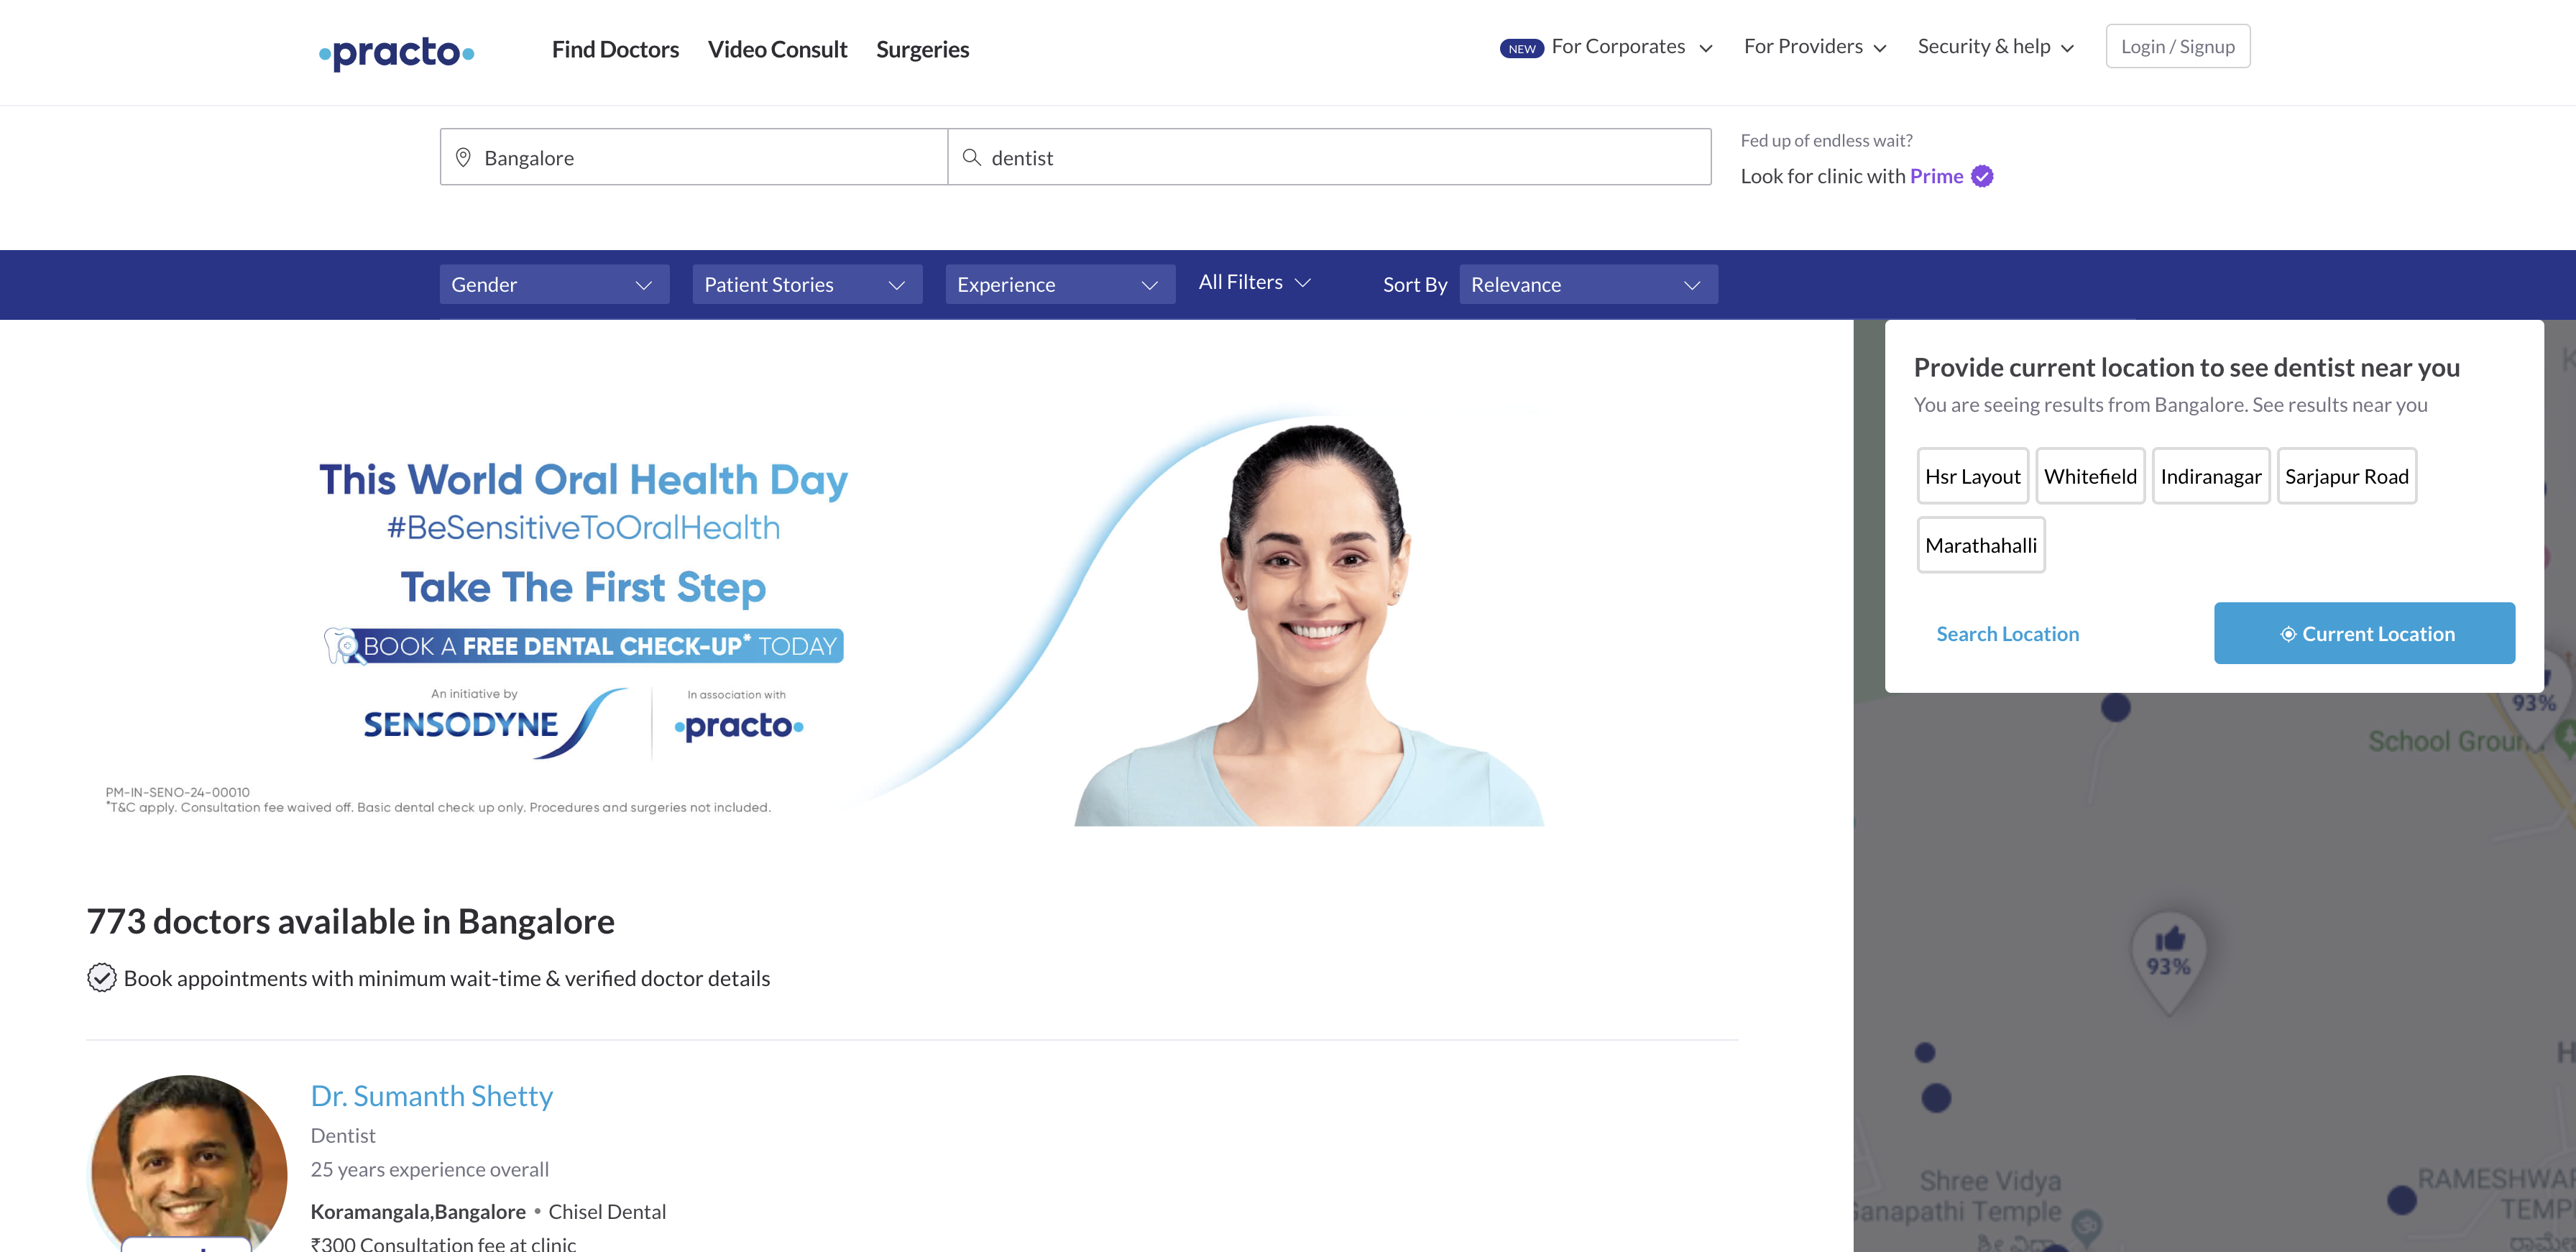 practo
Find Doctors
Video Consult
Surgeries
NEW For Corporates
For Providers
Security & help
Login / Signup
Bangalore
dentist
Fed up of endless wait?
Look for clinic with Prime
Gender
Patient Stories
Experience
All Filters
Sort By
Relevance
This World Oral Health Day
#BeSensitiveToOralHealth
Take The First Step
BOOK A FREE DENTAL CHECK-UP* TODAY
An initiative by
SENSODYNE
In association with
practo
PM-IN-SENO-24-00010
*T&C apply. Consultation fee waived off. Basic dental check up only. Procedures and surgeries not included.
773 doctors available in Bangalore
Book appointments with minimum wait-time & verified doctor details
Dr. Sumanth Shetty
Dentist
25 years experience overall
Koramangala,Bangalore • Chisel Dental
₹300 Consultation fee at clinic
Provide current location to see dentist near you
You are seeing results from Bangalore. See results near you
Hsr Layout
Whitefield
Indiranagar
Sarjapur Road
Marathahalli
Search Location
Current Location
93%
School Ground
93%
Shree Vidya
Ganapathi Temple